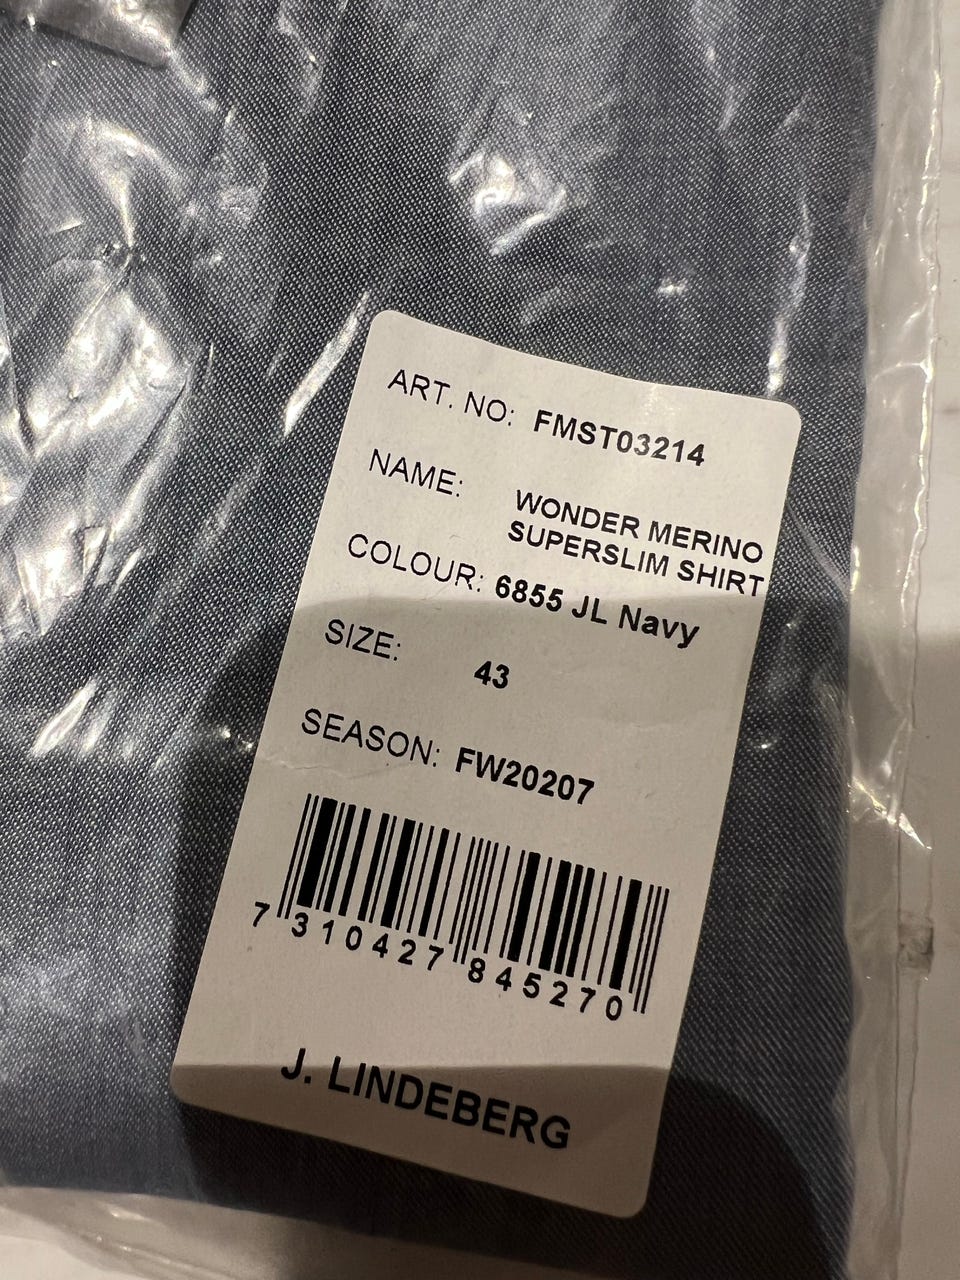 ART. NO: FMST03214
NAME: WONDER MERINO
SUPERSLIM SHIRT
COLOUR: 6855 JL Navy
SIZE: 43
SEASON: FW20207
7 310427 845270
J. LINDEBERG